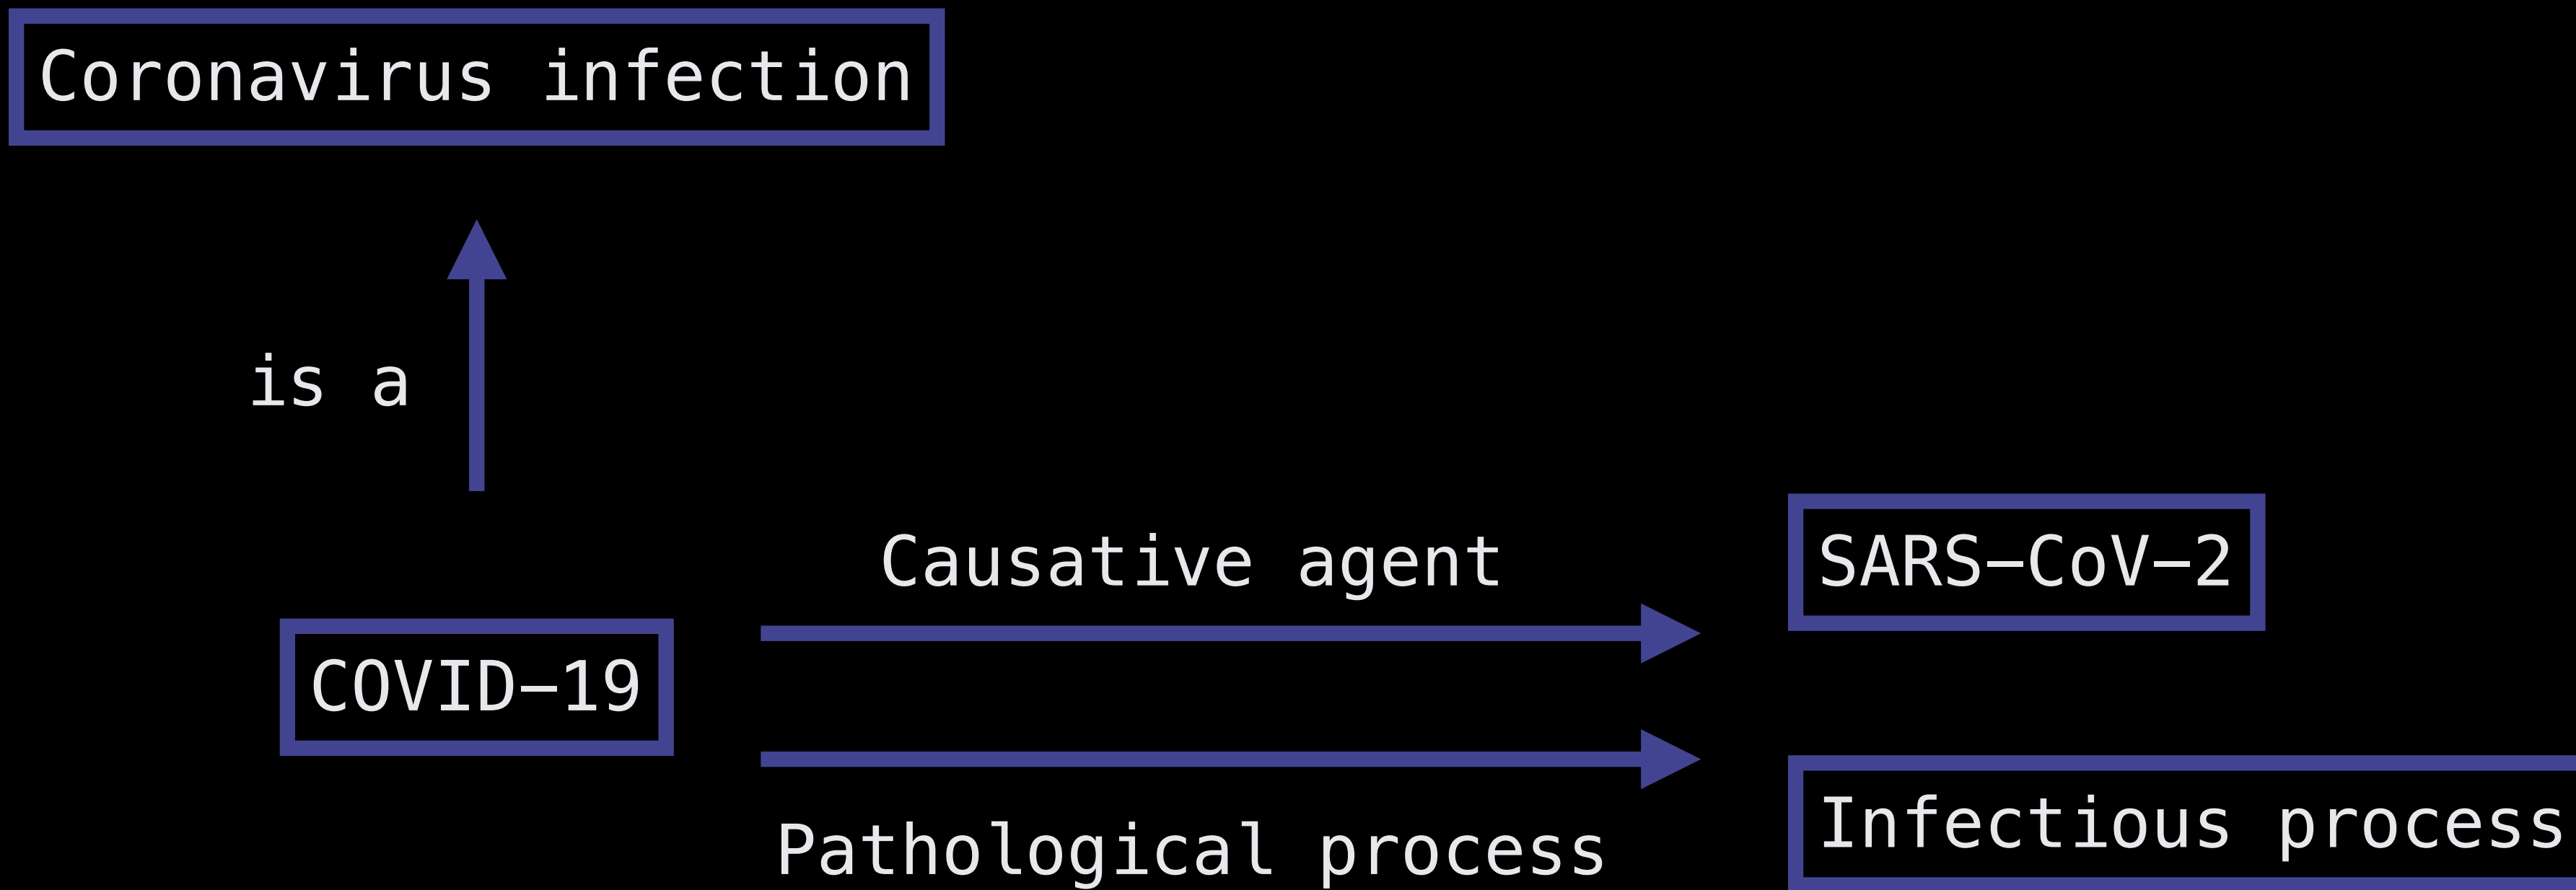 Coronavirus infection
is a
Causative agent
SARS−CoV−2
COVID−19
Infectious process
Pathological process